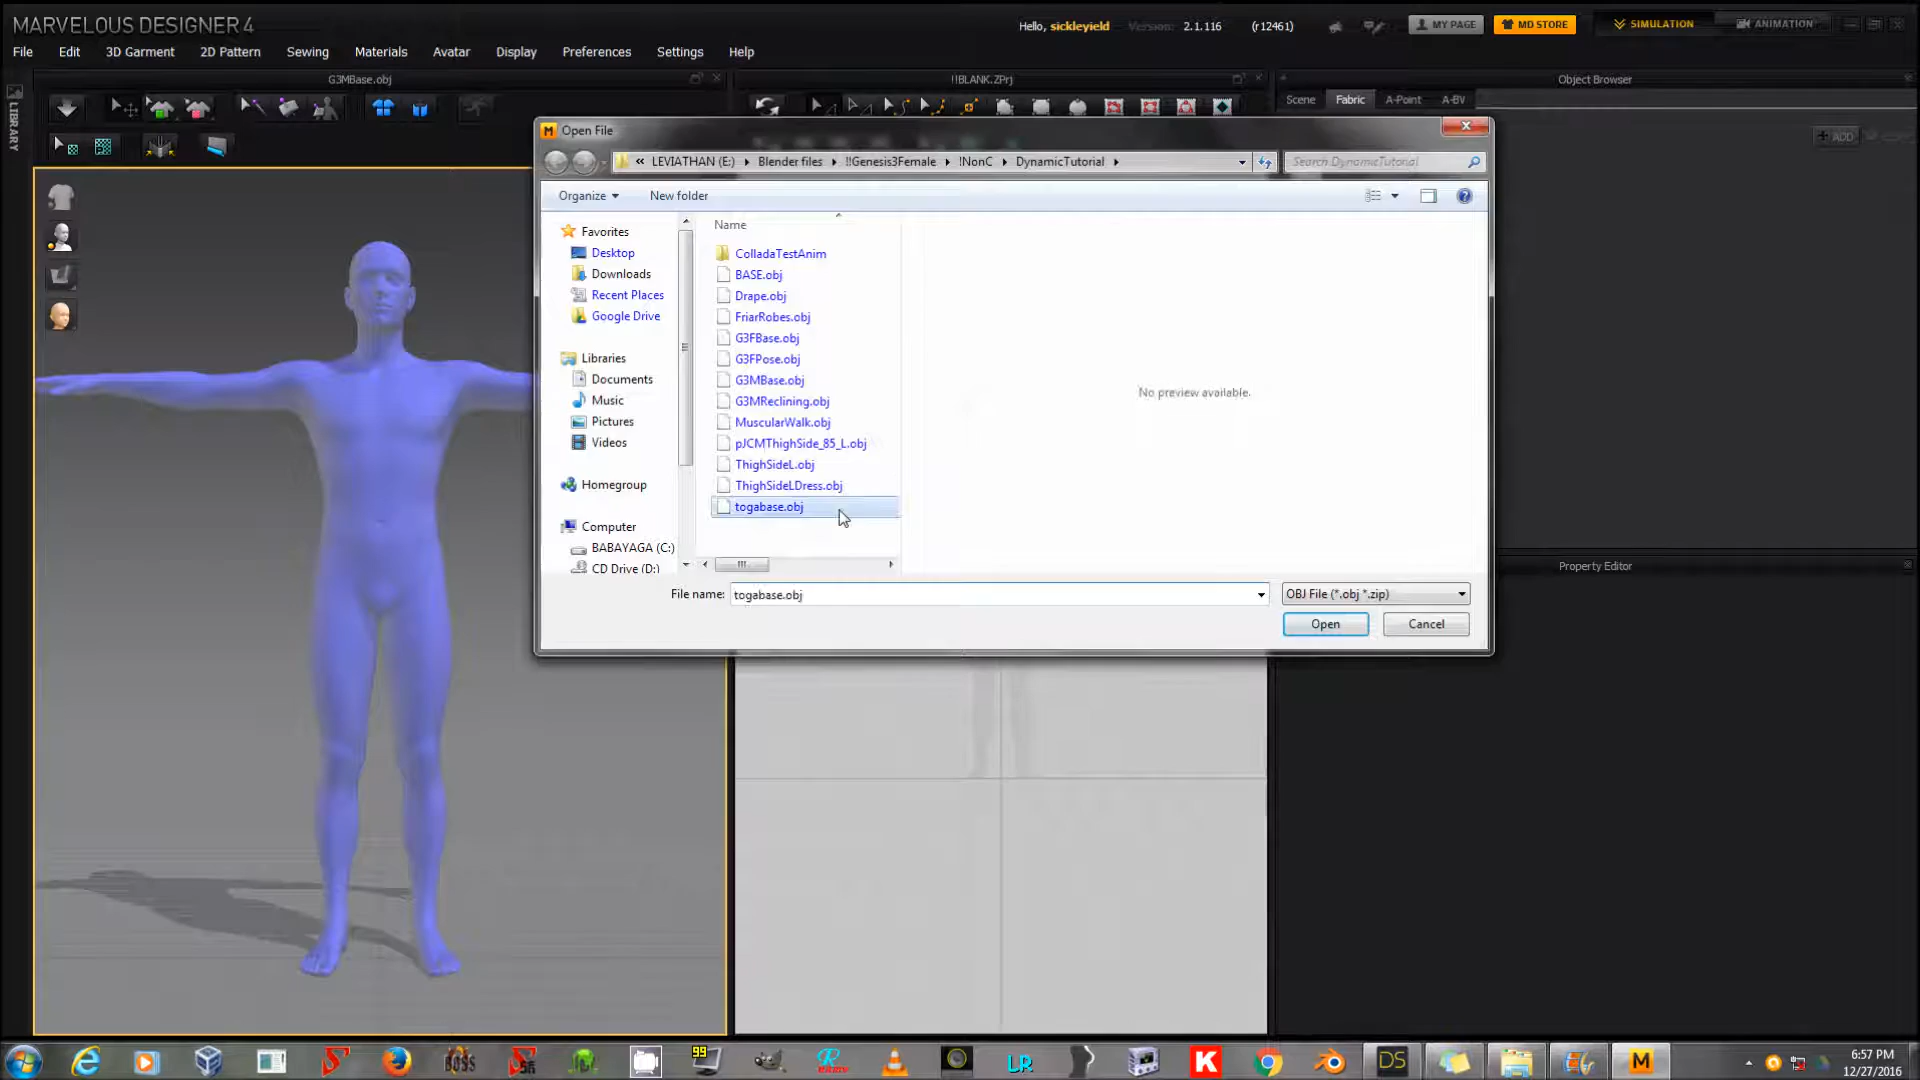 MARVELOUS DESIGNER 4
Hello, sickleyield Version: 2.1.116 (r12461)
MY PAGE
MD STORE
SIMULATION
ANIMATION
File Edit 3D Garment 2D Pattern Sewing Materials Avatar Display Preferences Settings Help
G3MBase.obj
!!BLANK.ZPrj
Object Browser
LIBRARY
Scene Fabric A-Point A-BV
ADD
Open File
« LEVIATHAN (E:) Blender files !!Genesis3Female !NonC DynamicTutorial
Search DynamicTutorial
Organize New folder
Name
Favorites
Desktop
Downloads
Recent Places
Google Drive
Libraries
Documents
Music
Pictures
Videos
Homegroup
Computer
BABAYAGA (C:)
CD Drive (D:)
ColladaTestAnim
BASE.obj
Drape.obj
FriarRobes.obj
G3FBase.obj
G3FPose.obj
G3MBase.obj
G3MReclining.obj
MuscularWalk.obj
pJCMThighSide_85_L.obj
ThighSideL.obj
ThighSideLDress.obj
togabase.obj
No preview available.
File name: togabase.obj
OBJ File (*.obj *.zip)
Open Cancel
Property Editor
BOSS
99
LR
K
DS
M
6:57 PM
12/27/2016